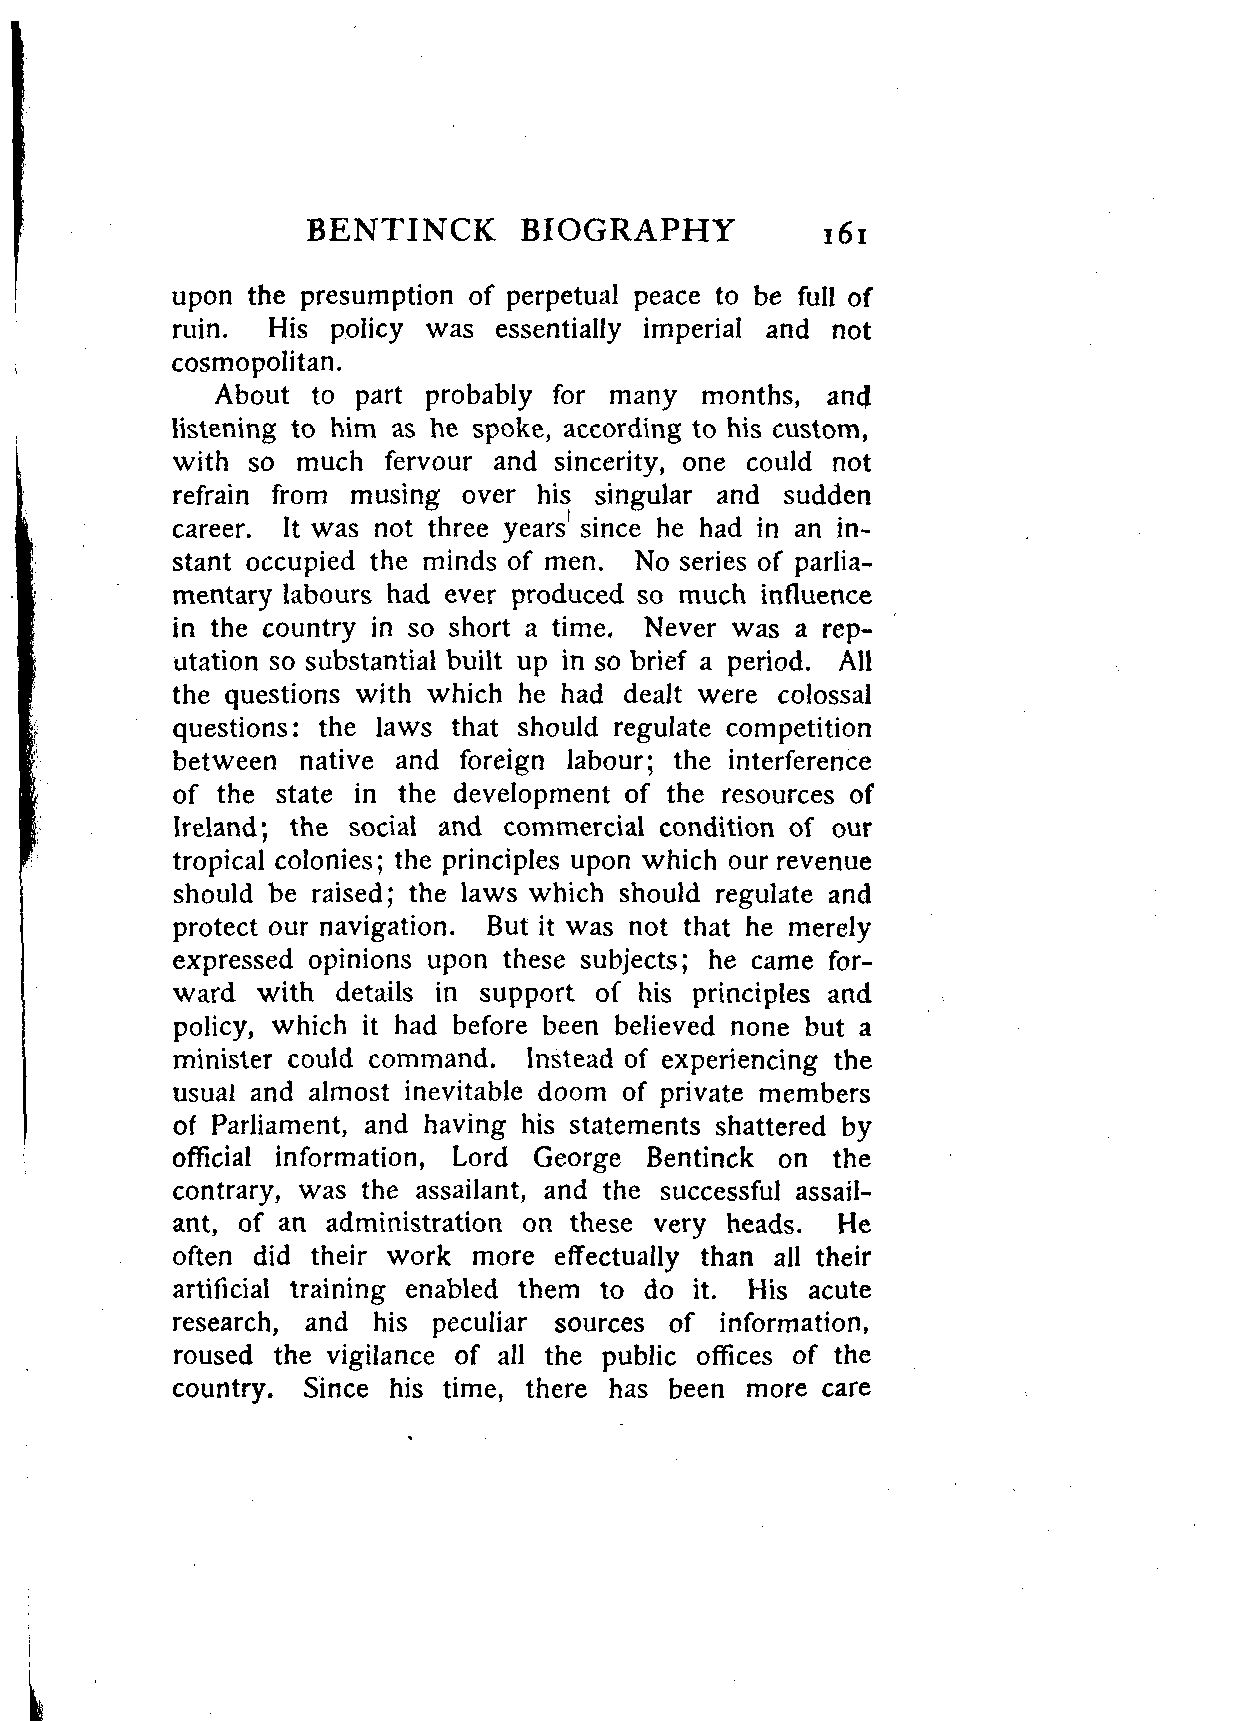 BENTINCK BIOGRAPHY 161
upon the presumption of perpetual peace to be full of
ruin. His policy was essentially imperial and not
cosmopolitan.
About to part probably for many months, and
listening to him as he spoke, according to his custom,
with so much fervour and sincerity, one could not
refrain from musing over his singular and sudden
career. It was not three years since he had in an in-
stant occupied the minds of men. No series of parlia-
mentary labours had ever produced so much influence
in the country in so short a time. Never was a rep-
utation so substantial built up in so brief a period. All
the questions with which he had dealt were colossal
questions: the laws that should regulate competition
between native and foreign labour; the interference
of the state in the development of the resources of
Ireland; the social and commercial condition of our
tropical colonies; the principles upon which our revenue
should be raised; the laws which should regulate and
protect our navigation. But it was not that he merely
expressed opinions upon these subjects; he came for-
ward with details in support of his principles and
policy, which it had before been believed none but a
minister could command. Instead of experiencing the
usual and almost inevitable doom of private members
of Parliament, and having his statements shattered by
official information, Lord George Bentinck on the
contrary, was the assailant, and the successful assail-
ant, of an administration on these very heads. He
often did their work more effectually than all their
artificial training enabled them to do it. His acute
research, and his peculiar sources of information,
roused the vigilance of all the public offices of the
country. Since his time, there has been more care